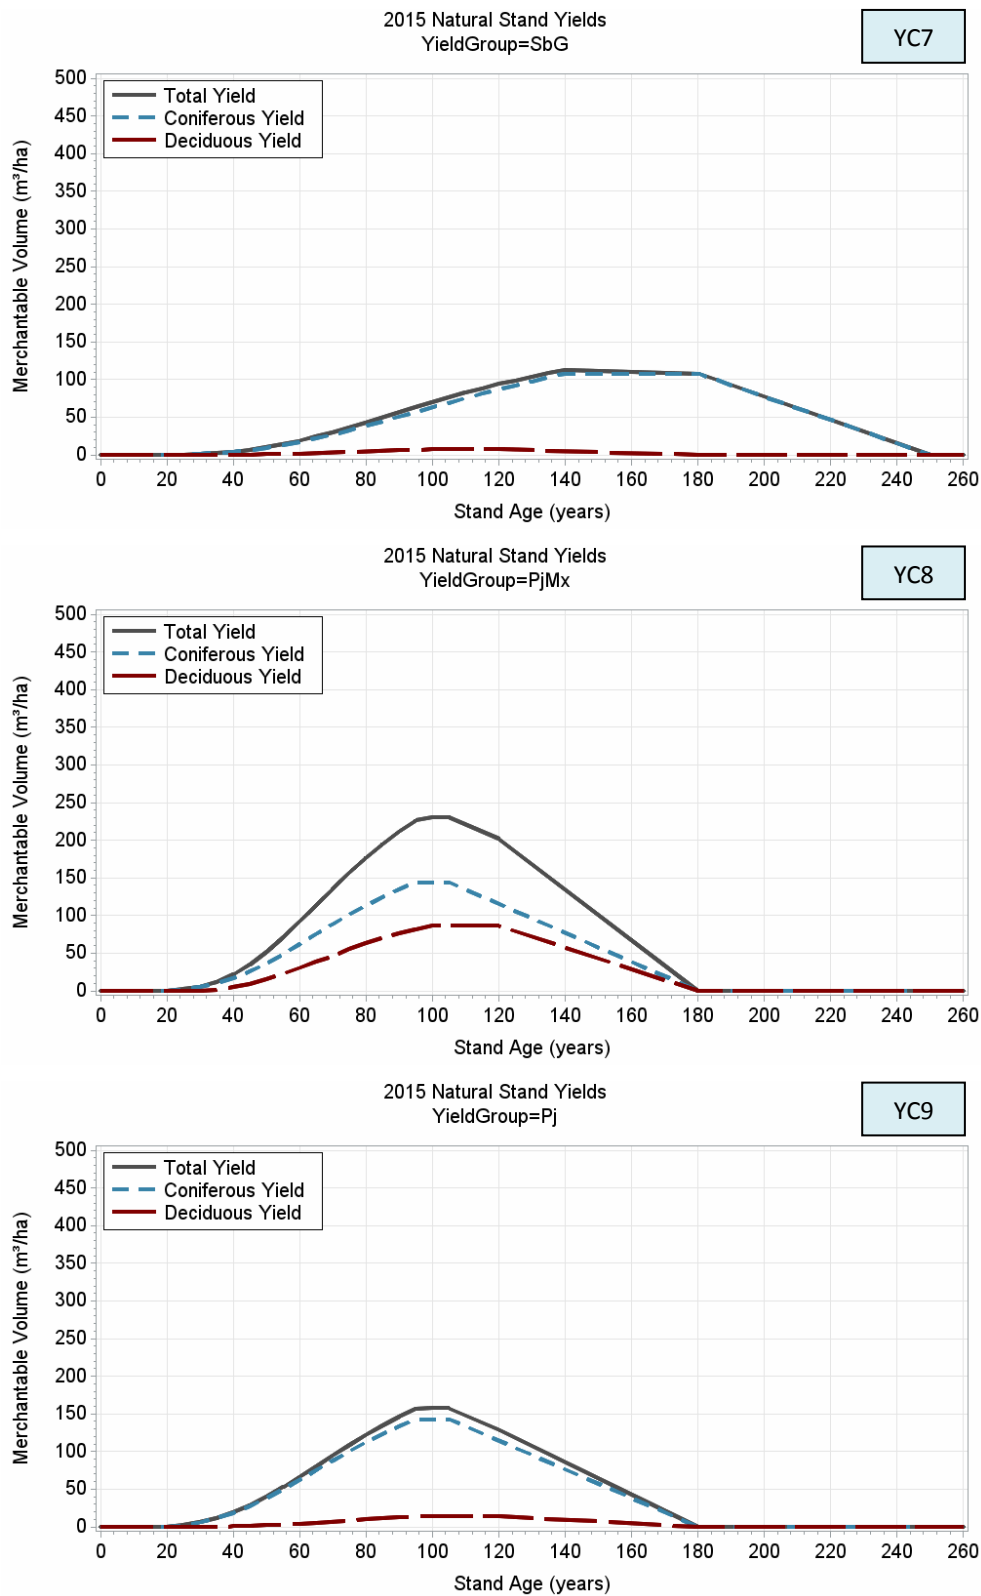 2015 Natural Stand Yields
YieldGroup=SbG
YC7
Total Yield
Coniferous Yield
Deciduous Yield
Merchantable Volume (m³/ha)
500
450
400
350
300
250
200
150
100
50
0
0 20 40 60 80 100 120 140 160 180 200 220 240 260
Stand Age (years)
2015 Natural Stand Yields
YieldGroup=PjMx
YC8
Total Yield
Coniferous Yield
Deciduous Yield
Merchantable Volume (m³/ha)
500
450
400
350
300
250
200
150
100
50
0
0 20 40 60 80 100 120 140 160 180 200 220 240 260
Stand Age (years)
2015 Natural Stand Yields
YieldGroup=Pj
YC9
Total Yield
Coniferous Yield
Deciduous Yield
Merchantable Volume (m³/ha)
500
450
400
350
300
250
200
150
100
50
0
0 20 40 60 80 100 120 140 160 180 200 220 240 260
Stand Age (years)